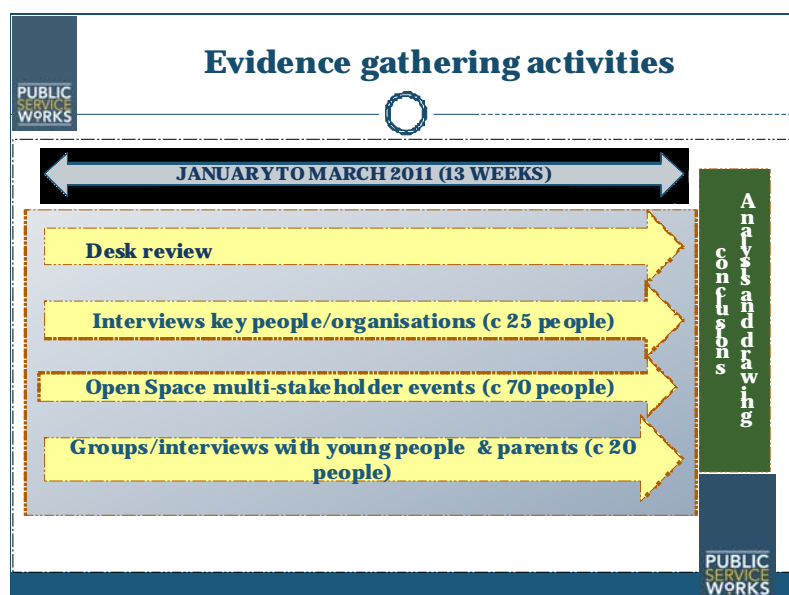 PUBLIC
SERVICE
WORKS
Evidence gathering activities
JANUARY TO MARCH 2011 (13 WEEKS)
Desk review
Interviews key people/organisations (c 25 people)
Open Space multi-stakeholder events (c 70 people)
Groups/interviews with young people & parents (c 20
people)
Analysis and drawing
conclusions
PUBLIC
SERVICE
WORKS